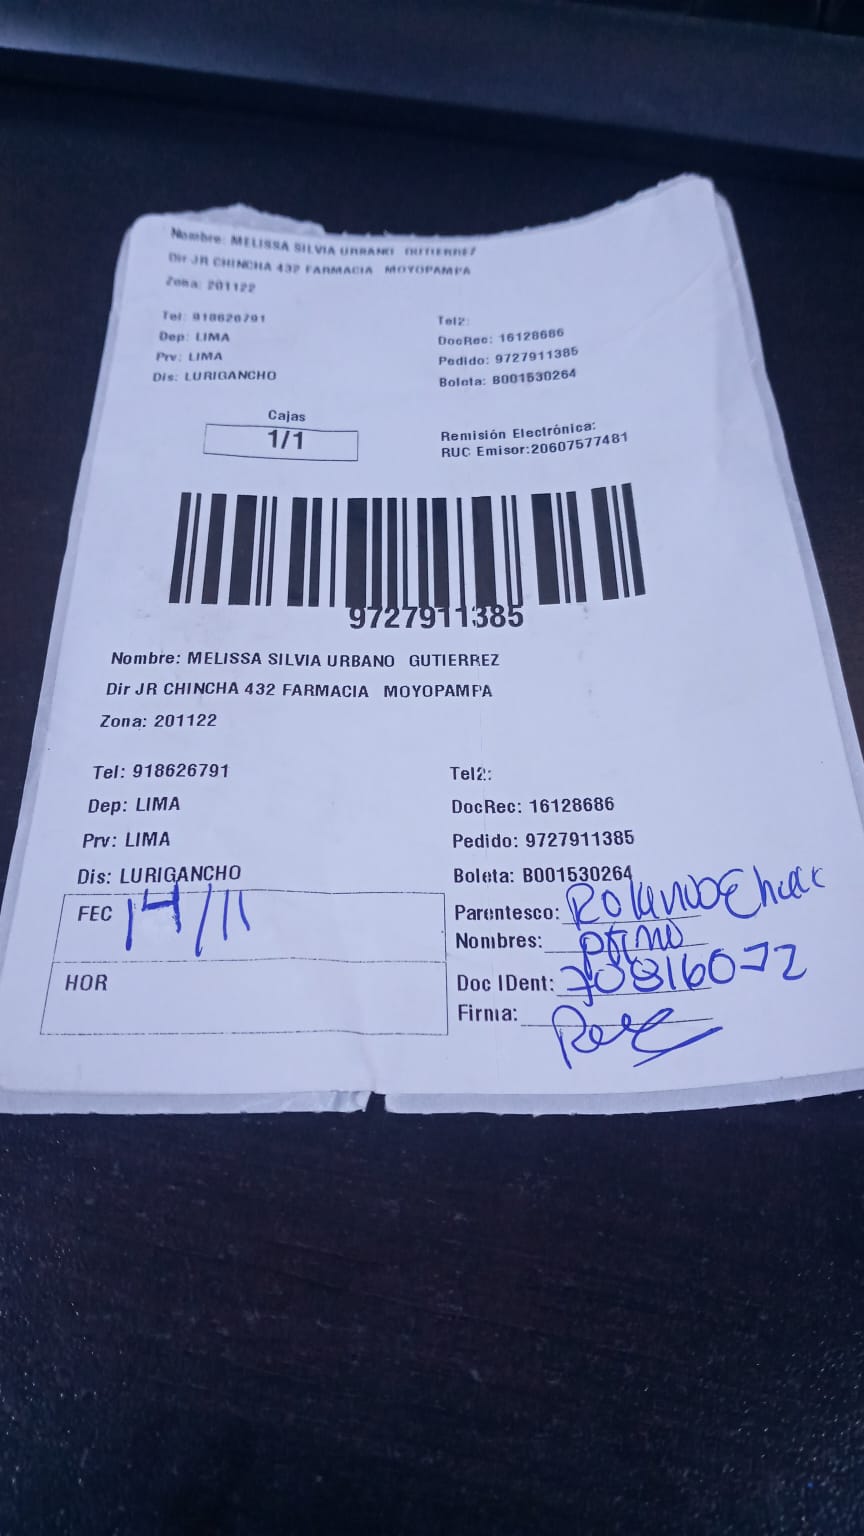 Nombre: MELISSA SILVIA URBANO GUTIERREZ
Dir JR CHINCHA 432 FARMACIA MOYOPAMPA
Zona: 201122
Tel: 918626791 Tel2:
Dep: LIMA DocRec: 16128686
Prv: LIMA Pedido: 9727911385
Dis: LURIGANCHO Boleta: B001530264
Cajas
1/1
Remisión Electrónica:
RUC Emisor:20607577481
9727911385
Nombre: MELISSA SILVIA URBANO GUTIERREZ
Dir JR CHINCHA 432 FARMACIA MOYOPAMPA
Zona: 201122
Tel: 918626791 Tel2:
Dep: LIMA DocRec: 16128686
Prv: LIMA Pedido: 9727911385
Dis: LURIGANCHO Boleta: B001530264
FEC 14/11
HOR
Parentesco: Rolando
Nombres: primo
Doc IDent: 70816072
Firma: